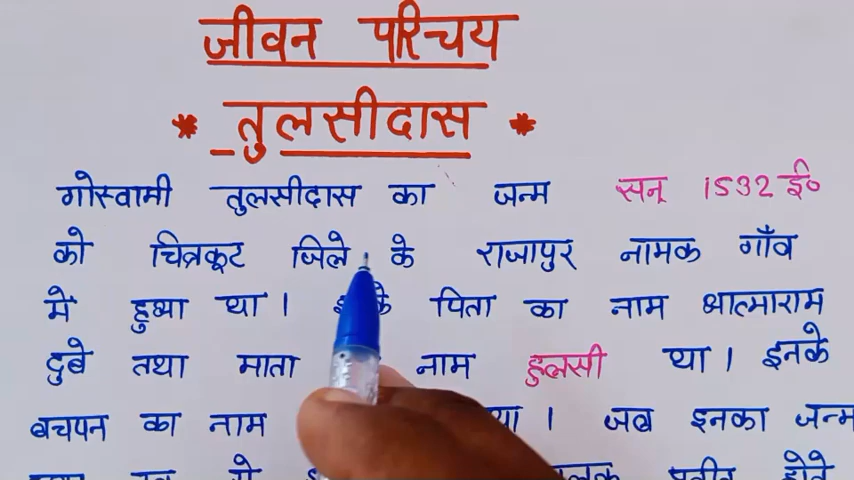 जीवन परिचय
* तुलसीदास *
गोस्वामी तुलसीदास का जन्म सन् 1532 ई०
को चित्रकूट जिले के राजापुर नामक गाँव
में हुआ था। पिता का नाम आत्माराम
दुबे तथा माता नाम हुलसी था। इनके
बचपन का नाम था। जब इनका जन्म